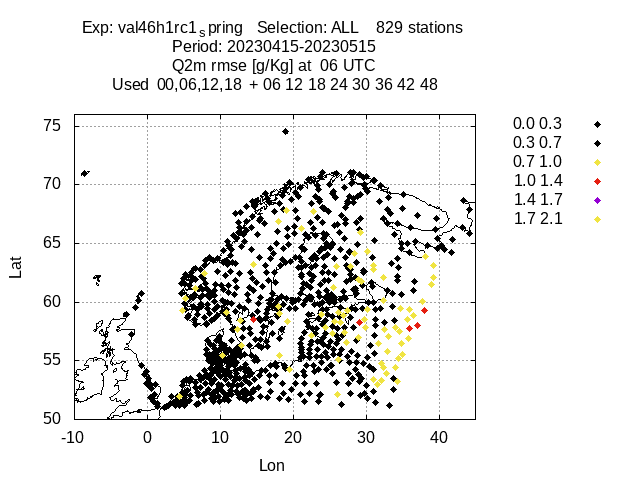 Exp: val46h1rc1spring Selection: ALL 829 stations
Period: 20230415-20230515
Q2m rmse [g/Kg] at 06 UTC
Used 00,06,12,18 + 06 12 18 24 30 36 42 48
75
70
65
60
55
50
Lat
-10 0 10 20 30 40
Lon
0.0 0.3
0.3 0.7
0.7 1.0
1.0 1.4
1.4 1.7
1.7 2.1